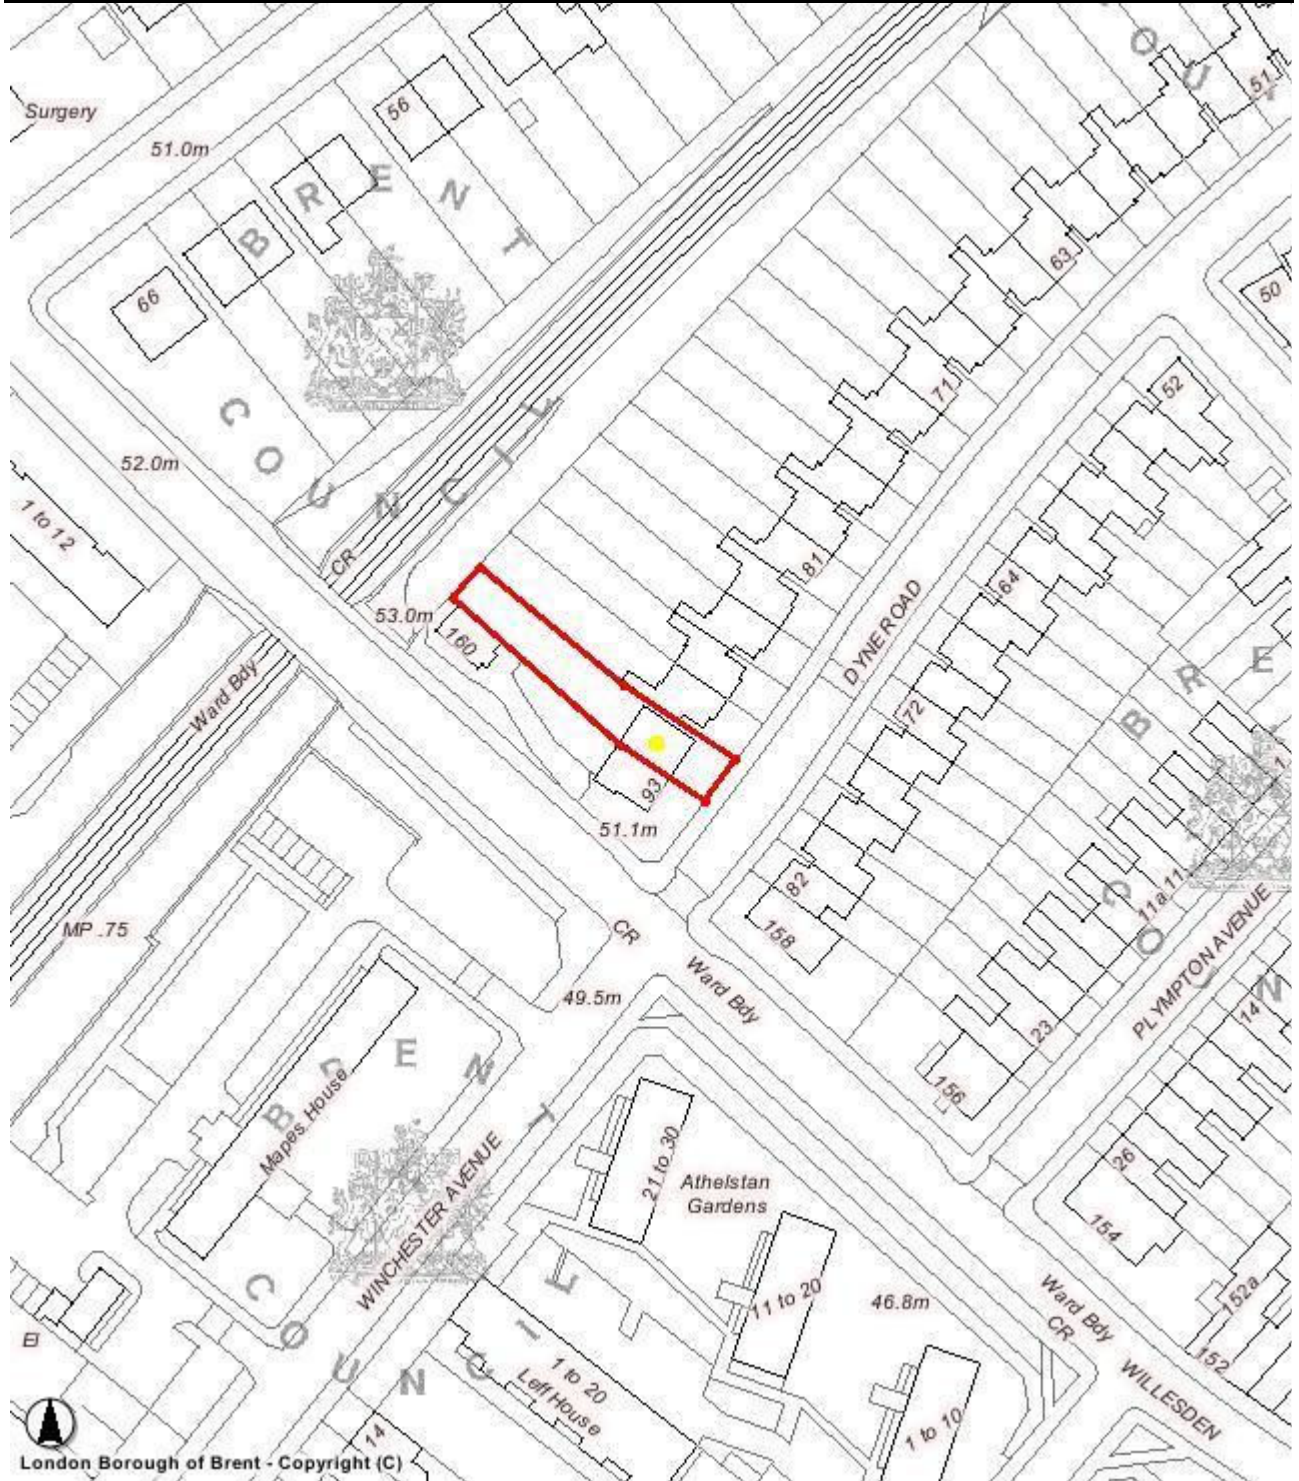 Surgery
51.0m
56
51
BRENT
63
50
66
COUNCIL
71
52
52.0m
1 to 12
CR
81
64
53.0m
160
DYNE ROAD
Ward Bdy
72
93
51.1m
82
158
11a 11
MP .75
CR
Ward Bdy
PLYMPTON AVENUE
49.5m
14
23
BRENT
COUNCIL
Mapes House
156
21 to 30
Athelstan
Gardens
26
WINCHESTER AVENUE
154
11 to 20
46.8m
El
Ward Bdy
CR
152a
152
1 to 20
Leff House
WILLESDEN
14
1 to 10
London Borough of Brent - Copyright (C)